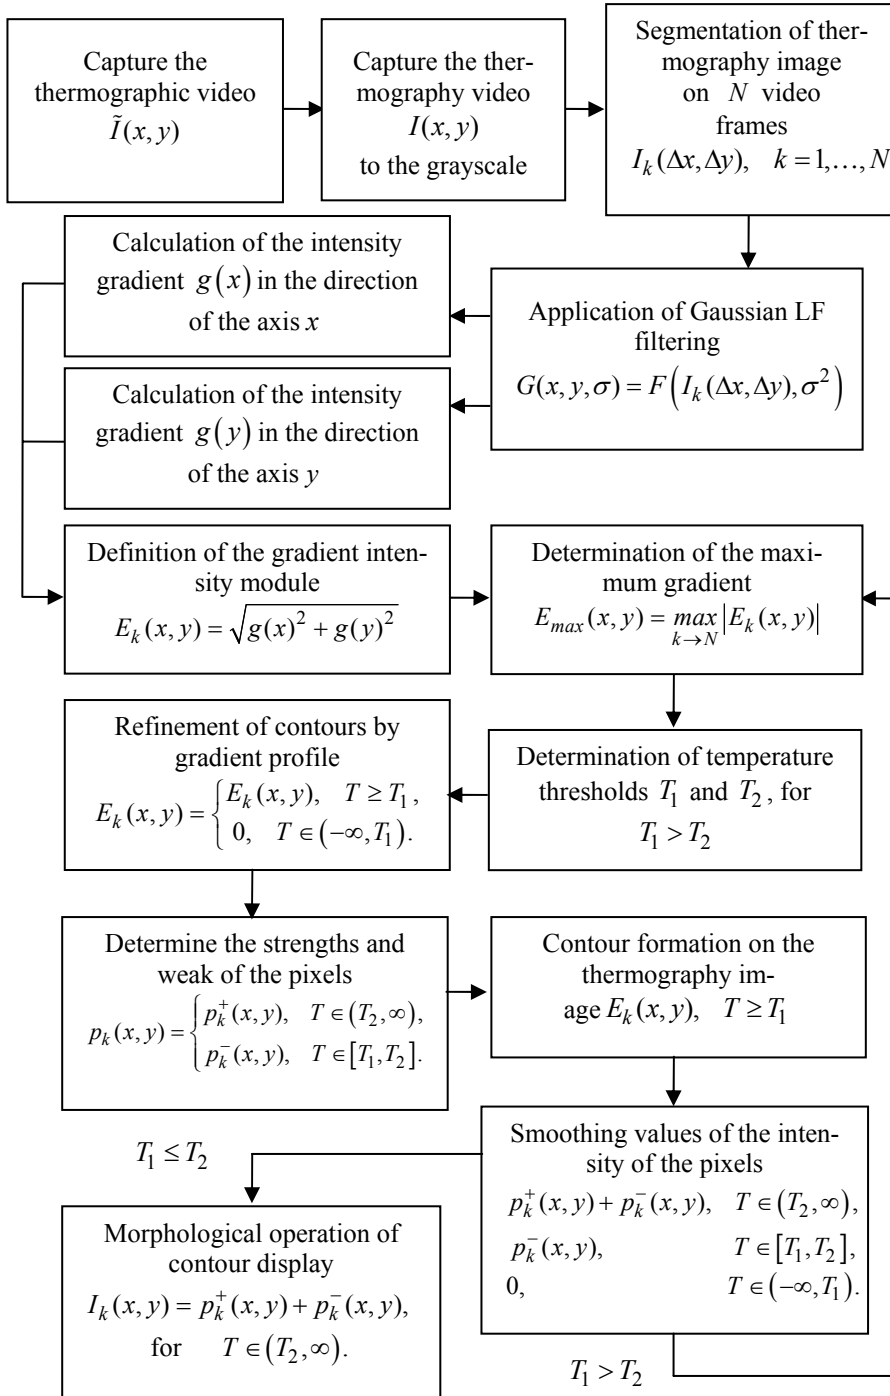 Capture the
thermographic video
Ĩ(x, y)
Capture the ther-
mography video
I(x, y)
to the grayscale
Segmentation of ther-
mography image
on N video
frames
I_k(Δx,Δy), k = 1,…, N
Calculation of the intensity
gradient g(x) in the direction
of the axis x
Application of Gaussian LF
filtering
G(x, y,σ) = F(I_k(Δx,Δy),σ²)
Calculation of the intensity
gradient g(y) in the direction
of the axis y
Definition of the gradient inten-
sity module
E_k(x, y) = √(g(x)² + g(y)²)
Determination of the maxi-
mum gradient
E_max(x, y) = max_{k→N} |E_k(x, y)|
Determination of temperature
thresholds T₁ and T₂, for
T₁ > T₂
Refinement of contours by
gradient profile
E_k(x, y) = { E_k(x, y), T ≥ T₁,
0, T ∈ (−∞,T₁).
Determine the strengths and
weak of the pixels
p_k(x, y) = { p_k⁺(x, y), T ∈ (T₂,∞),
p_k⁻(x, y), T ∈ [T₁,T₂].
Contour formation on the
thermography im-
age E_k(x, y), T ≥ T₁
Smoothing values of the inten-
sity of the pixels
p_k⁺(x, y) + p_k⁻(x, y), T ∈ (T₂,∞),
p_k⁻(x, y), T ∈ [T₁,T₂],
0, T ∈ (−∞,T₁).
T₁ ≤ T₂
Morphological operation of
contour display
I_k(x, y) = p_k⁺(x, y) + p_k⁻(x, y),
for T ∈ (T₂,∞).
T₁ > T₂